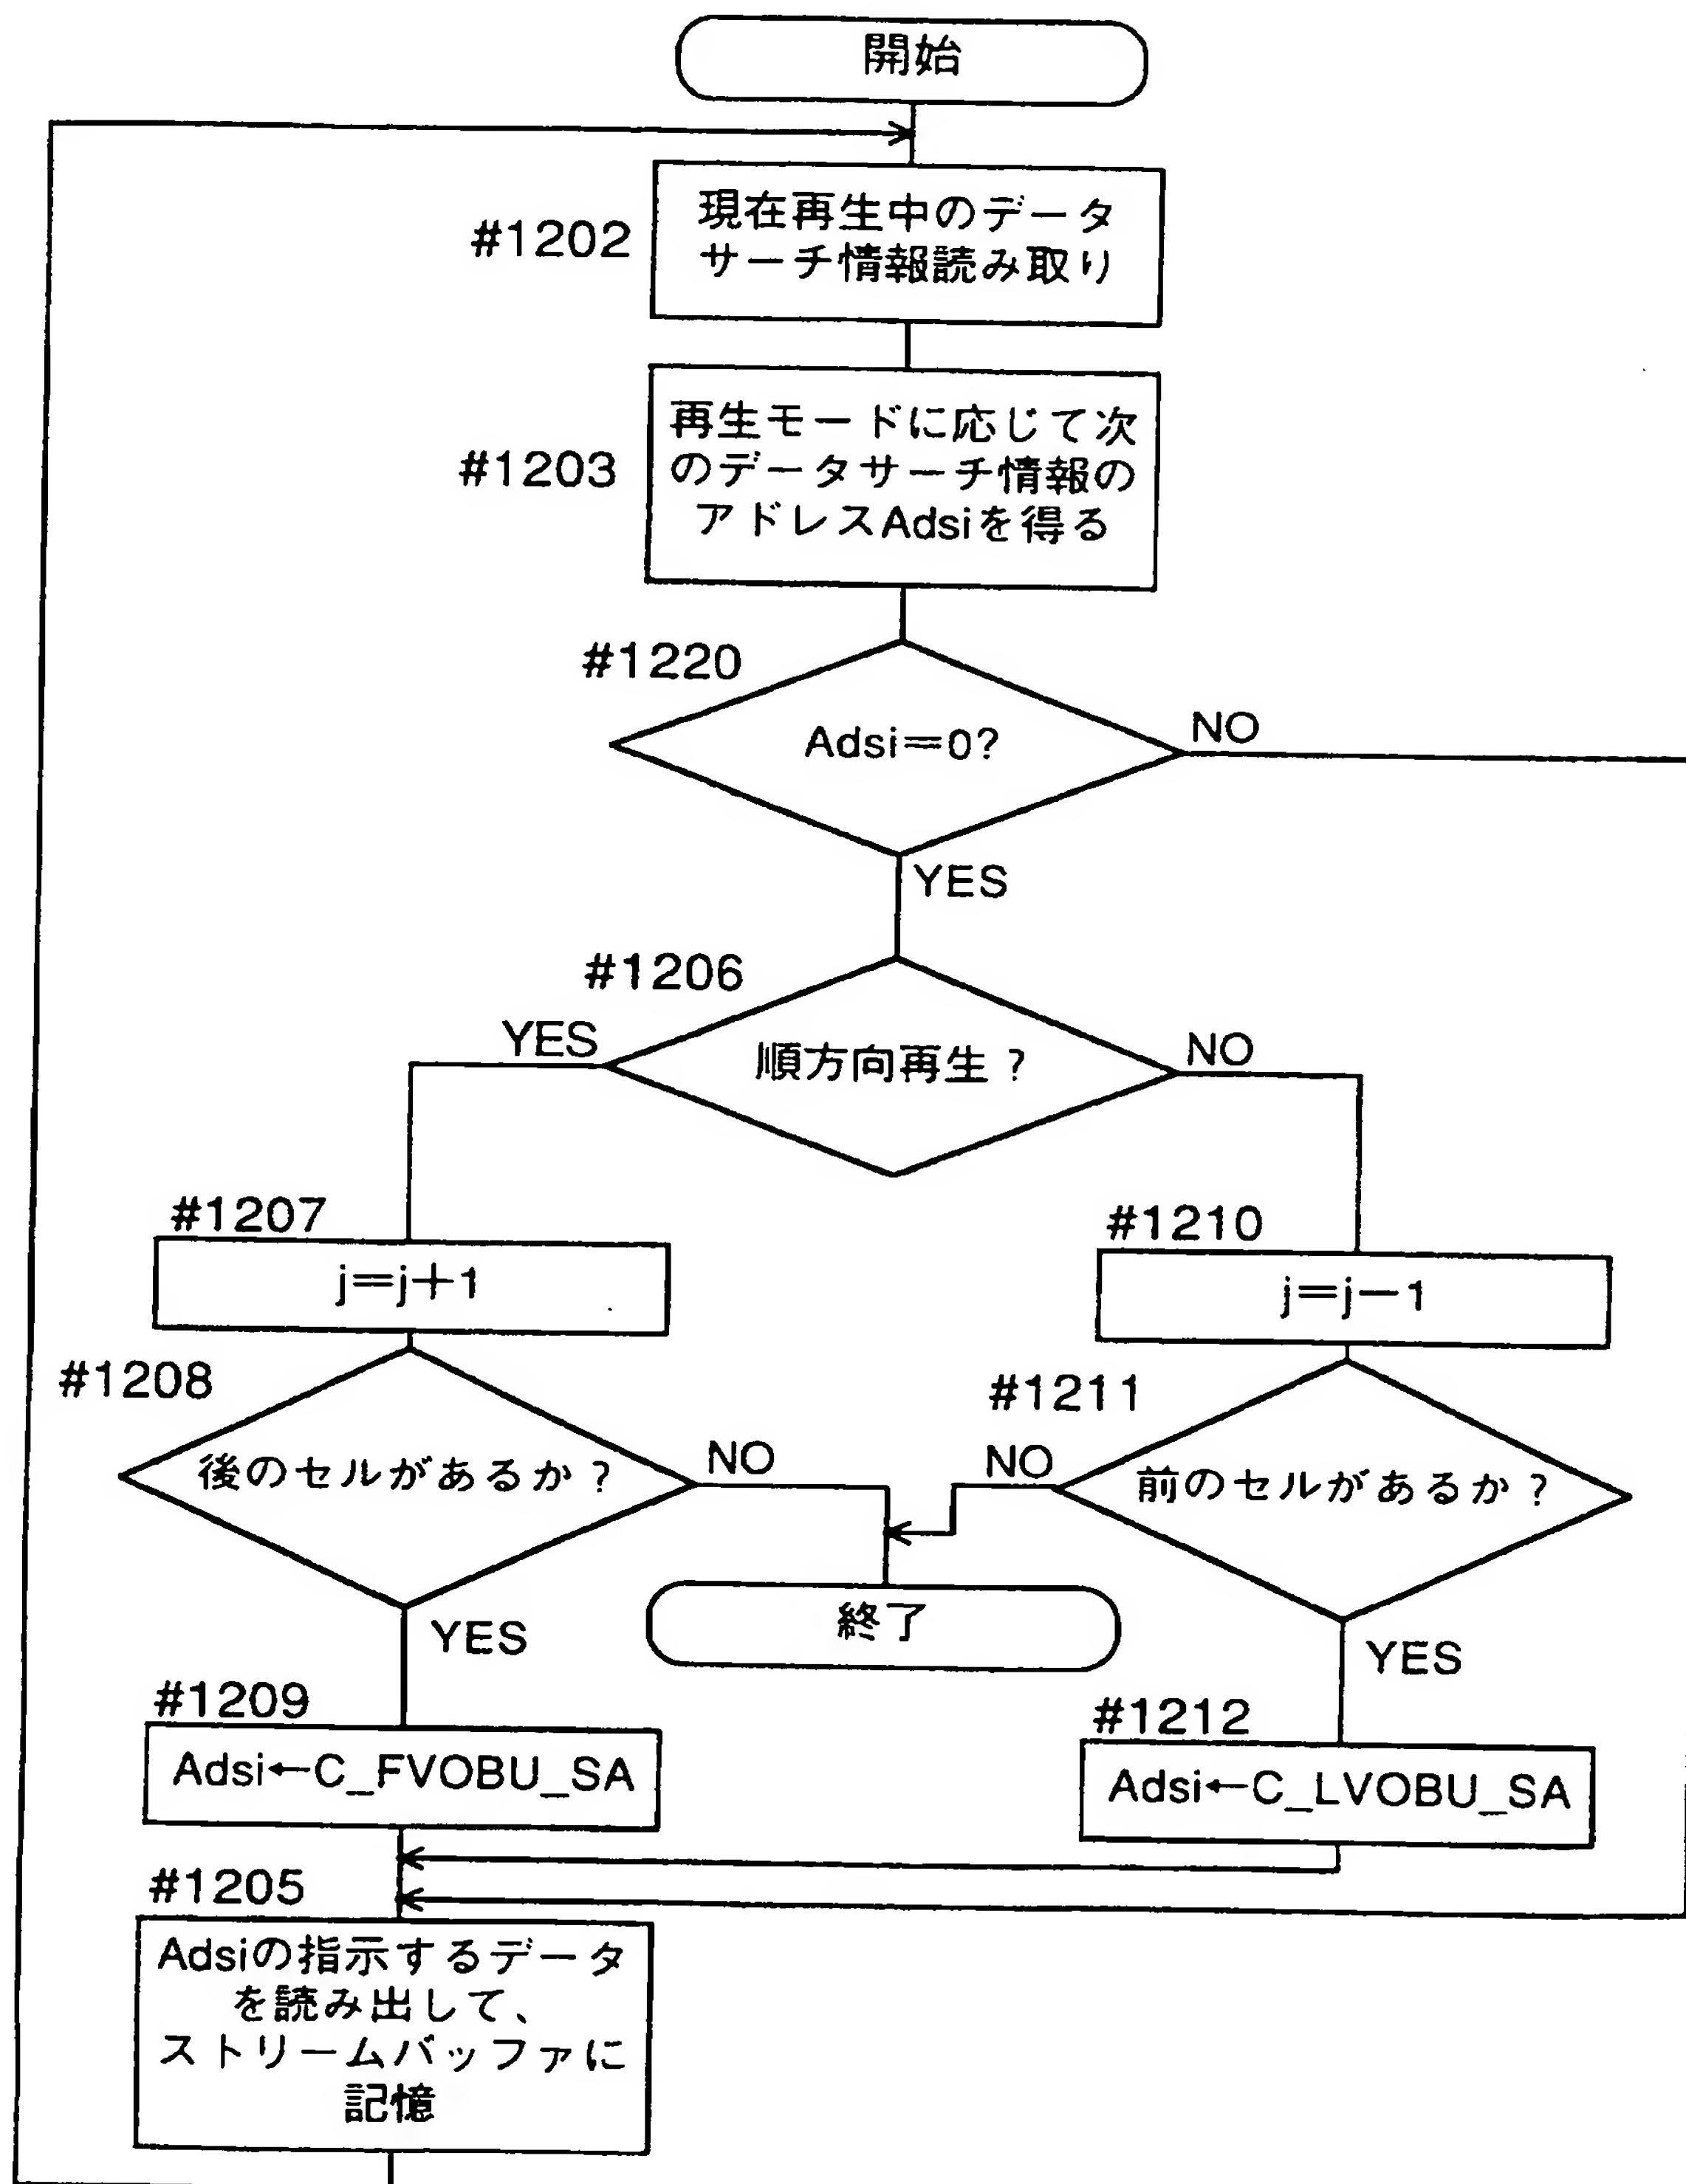 開始
#1202
現在再生中のデータ
サーチ情報読み取り
#1203
再生モードに応じて次
のデータサーチ情報の
アドレスAdsiを得る
#1220
Adsi=0?
NO
YES
#1206
YES
順方向再生?
NO
#1207
j=j+1
#1210
j=j−1
#1208
後のセルがあるか?
NO
#1211
NO
前のセルがあるか?
終了
YES
YES
#1209
Adsi←C_FVOBU_SA
#1212
Adsi←C_LVOBU_SA
#1205
Adsiの指示するデータ
を読み出して、
ストリームバッファに
記憶